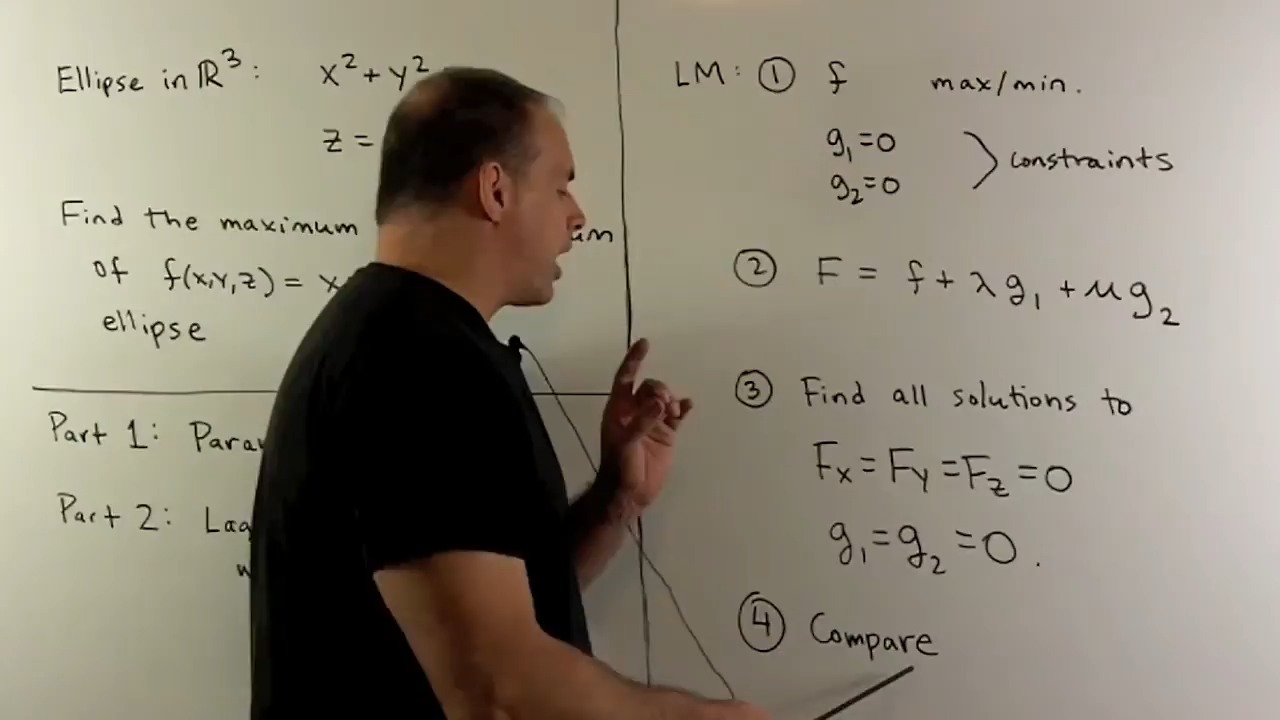 Ellipse in ℝ³: x² + y²
z =
Find the maximum
of f(x,y,z) = x
ellipse
Part 1:
Part 2:
LM: ① f max/min.
g₁=0
g₂=0 } constraints
② F = f + λg₁ + μg₂
③ Find all solutions to
Fx = Fy = Fz = 0
g₁ = g₂ = 0.
④ Compare